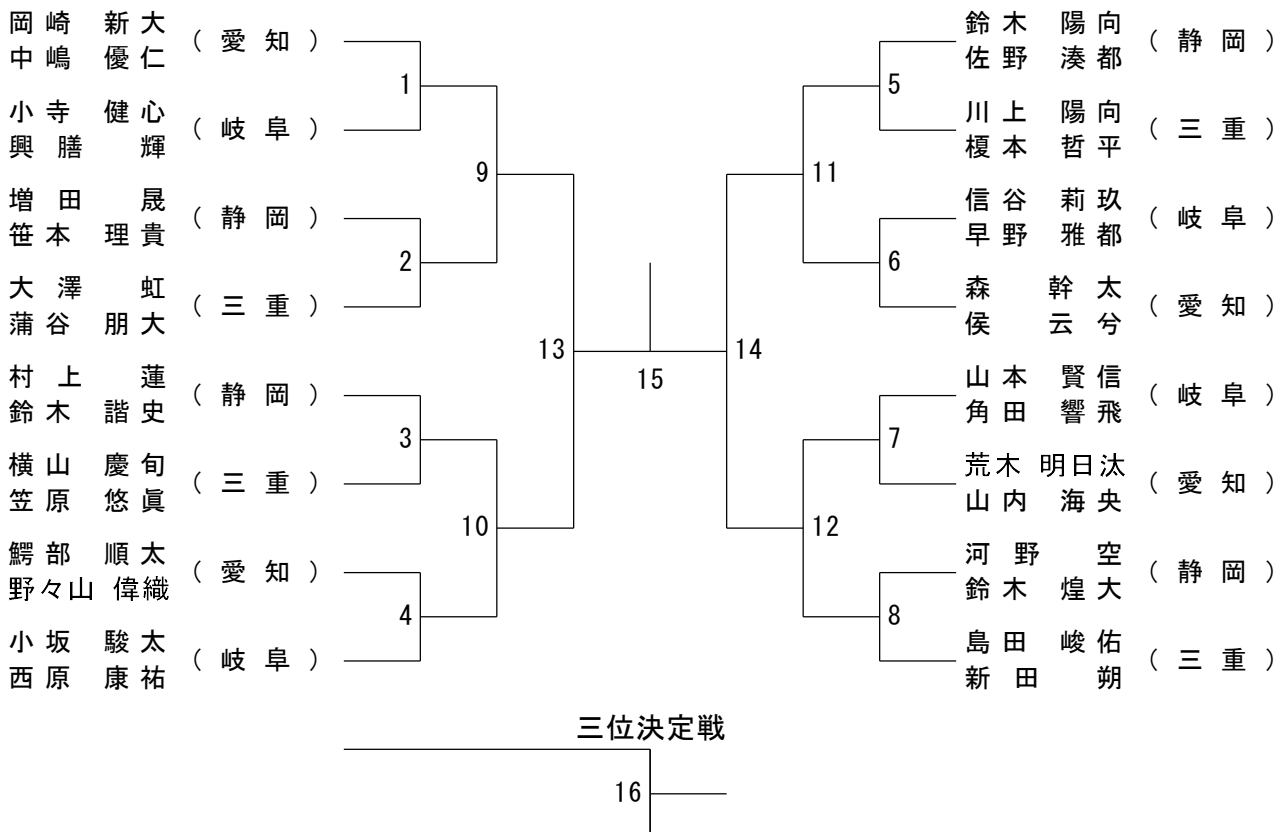 岡崎 新大
中嶋 優仁
(愛知)
1
小寺 健心
興膳 輝
(岐阜)
9
増田 晟
笹本 理貴
(静岡)
2
大澤 虹
蒲谷 朋大
(三重)
13
村上 蓮
鈴木 諧史
(静岡)
3
横山 慶旬
笠原 悠眞
(三重)
10
鰐部 順太
野々山 偉織
(愛知)
4
小坂 駿太
西原 康祐
(岐阜)
15
鈴木 陽向
佐野 湊都
(静岡)
5
川上 陽向
榎本 哲平
(三重)
11
信谷 莉玖
早野 雅都
(岐阜)
6
森 幹太
侯 云兮
(愛知)
14
山本 賢信
角田 響飛
(岐阜)
7
荒木 明日汰
山内 海央
(愛知)
12
河野 空
鈴木 煌大
(静岡)
8
島田 峻佑
新田 朔
(三重)
三位決定戦
16